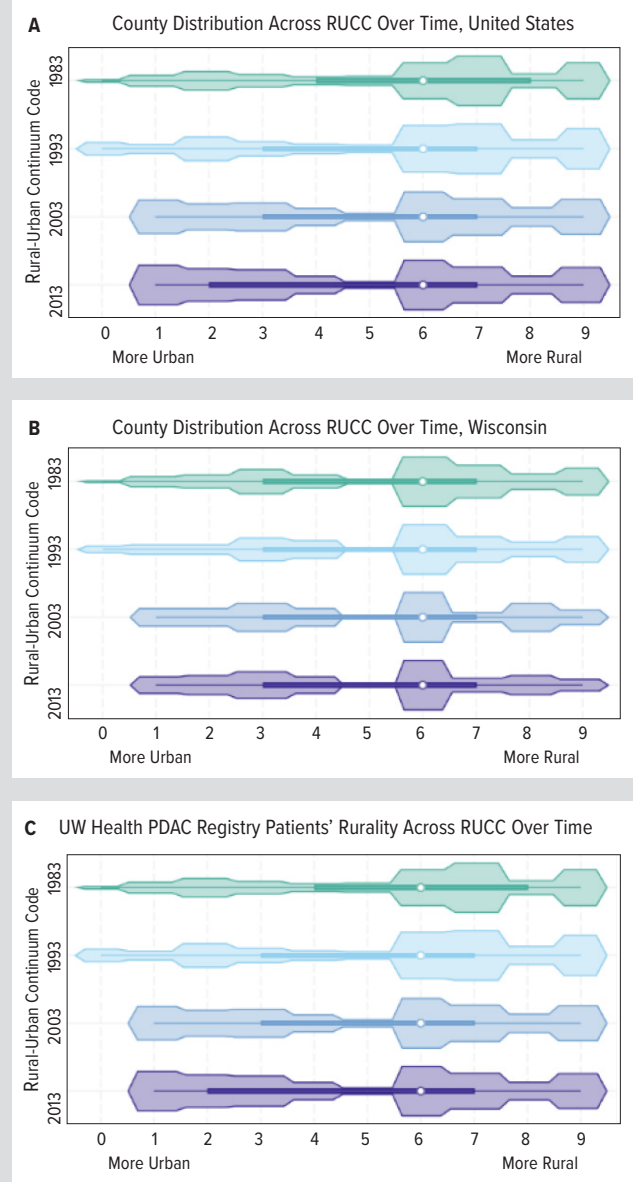 A County Distribution Across RUCC Over Time, United States
Rural-Urban Continuum Code
1983
1993
2003
2013
0 1 2 3 4 5 6 7 8 9
More Urban More Rural
B County Distribution Across RUCC Over Time, Wisconsin
Rural-Urban Continuum Code
1983
1993
2003
2013
0 1 2 3 4 5 6 7 8 9
More Urban More Rural
C UW Health PDAC Registry Patients’ Rurality Across RUCC Over Time
Rural-Urban Continuum Code
1983
1993
2003
2013
0 1 2 3 4 5 6 7 8 9
More Urban More Rural